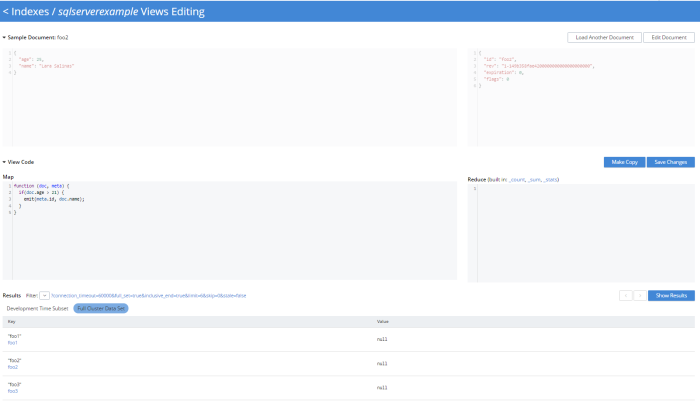 < Indexes / sqlserverexample Views Editing
Sample Document: foo2
Load Another Document
Edit Document
1 {
2 "age": 25,
3 "name":
4 }
1 {
2 "id": "foo2",
3 "rev":
4 "expiration": 0,
5 "flags": 0
6 }
View Code
Make Copy
Save Changes
Map
1 function (doc, meta) {
2 if(doc.age > 21) {
3 emit(meta.id, doc.name);
4 }
5 }
Reduce (built in: _count, _sum, _stats)
1
Results Filter: ?connection_timeout=60000&full_set=true&inclusive_end=true&limit=6&skip=0&stale=false
< >
Show Results
Development Time Subset Full Cluster Data Set
Key Value
"foo1"
foo1
null
"foo2"
foo2
null
"foo3"
foo3
null